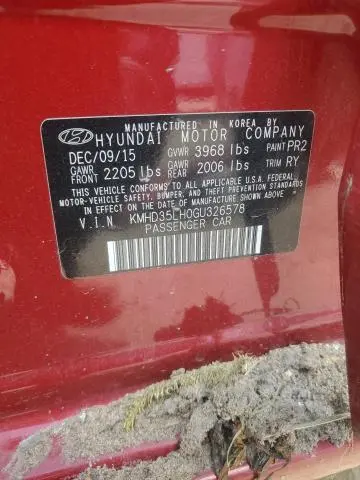 MANUFACTURED IN KOREA BY
HYUNDAI MOTOR COMPANY
DEC/09/15 GVWR 3968 lbs PAINT PR2
GAWR FRONT 2205 lbs GAWR REAR 2006 lbs TRIM RY
THIS VEHICLE CONFORMS TO ALL APPLICABLE U.S.A. FEDERAL
MOTOR-VEHICLE SAFETY, BUMPER, AND THEFT PREVENTION
STANDARDS IN EFFECT ON THE DATE OF MANUFACTURE SHOWN ABOVE
V.I.N KMHD35LH0GU326578
PASSENGER CAR